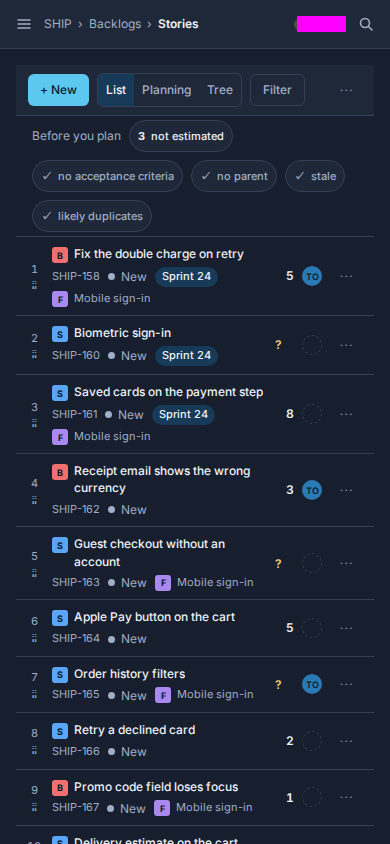 SHIP › Backlogs › Stories
+ New List Planning Tree Filter ...
Before you plan 3 not estimated
✓ no acceptance criteria ✓ no parent ✓ stale
✓ likely duplicates
1 B Fix the double charge on retry
SHIP-158 New Sprint 24 5 TO ...
F Mobile sign-in
2 S Biometric sign-in
SHIP-160 New Sprint 24 ? ...
3 S Saved cards on the payment step
SHIP-161 New Sprint 24 8 ...
F Mobile sign-in
4 B Receipt email shows the wrong
currency 3 TO ...
SHIP-162 New
5 S Guest checkout without an
account ? ...
SHIP-163 New F Mobile sign-in
6 S Apple Pay button on the cart
SHIP-164 New 5 ...
7 S Order history filters
SHIP-165 New F Mobile sign-in ? TO ...
8 S Retry a declined card
SHIP-166 New 2 ...
9 B Promo code field loses focus
SHIP-167 New F Mobile sign-in 1 ...
Delivery estimate on the cart